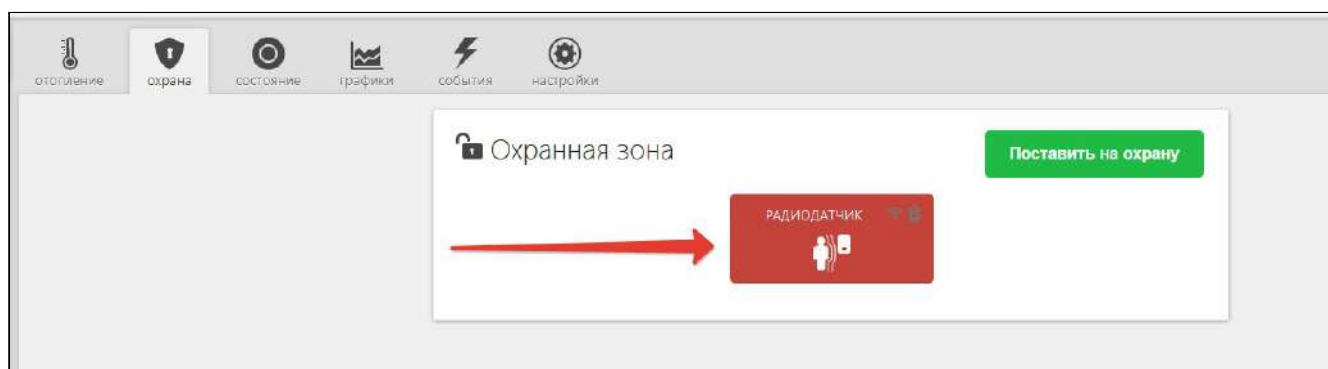 отопление
охрана
состояние
графики
события
настройки
Охранная зона
Поставить на охрану
РАДИОДАТЧИК